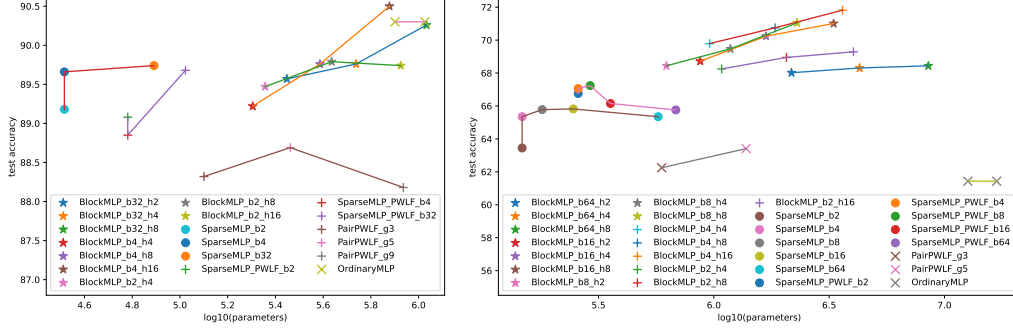 90.5
90.0
89.5
89.0
88.5
88.0
87.5
87.0
test accuracy
BlockMLP_b32_h2
BlockMLP_b32_h4
BlockMLP_b32_h8
BlockMLP_b4_h4
BlockMLP_b4_h8
BlockMLP_b4_h16
BlockMLP_b2_h4
BlockMLP_b2_h8
BlockMLP_b2_h16
SparseMLP_b2
SparseMLP_b4
SparseMLP_b32
SparseMLP_PWLF_b2
SparseMLP_PWLF_b4
SparseMLP_PWLF_b32
PairPWLF_g3
PairPWLF_g5
PairPWLF_g9
OrdinaryMLP
4.6 4.8 5.0 5.2 5.4 5.6 5.8 6.0
log10(parameters)
72
70
68
66
64
62
60
58
56
test accuracy
BlockMLP_b64_h2
BlockMLP_b64_h4
BlockMLP_b64_h8
BlockMLP_b16_h2
BlockMLP_b16_h4
BlockMLP_b16_h8
BlockMLP_b8_h2
BlockMLP_b8_h4
BlockMLP_b8_h8
BlockMLP_b4_h4
BlockMLP_b4_h8
BlockMLP_b4_h16
BlockMLP_b2_h4
BlockMLP_b2_h8
BlockMLP_b2_h16
SparseMLP_b2
SparseMLP_b4
SparseMLP_b8
SparseMLP_b16
SparseMLP_b64
SparseMLP_PWLF_b2
SparseMLP_PWLF_b4
SparseMLP_PWLF_b8
SparseMLP_PWLF_b16
SparseMLP_PWLF_b64
PairPWLF_g3
PairPWLF_g5
OrdinaryMLP
5.5 6.0 6.5 7.0
log10(parameters)